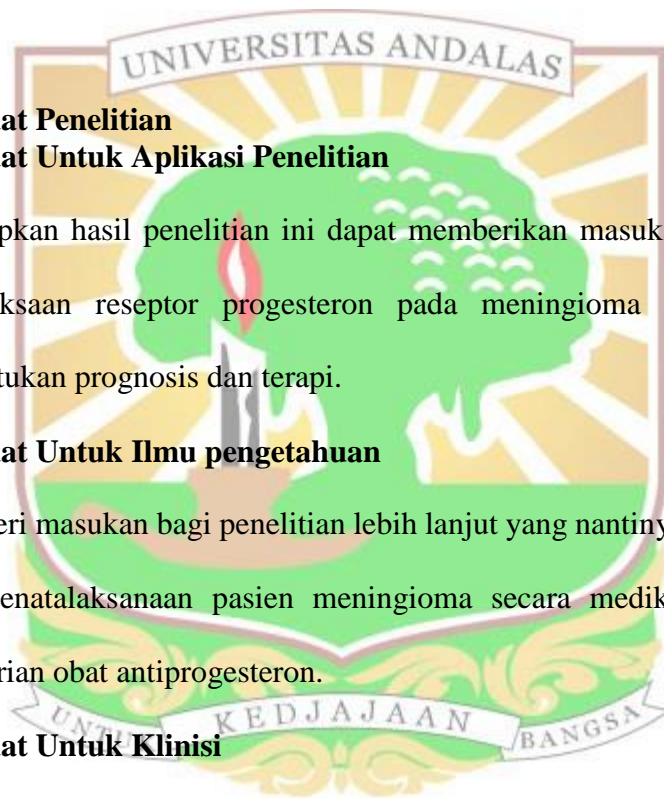 UNIVERSITAS ANDALAS
at Penelitian
at Untuk Aplikasi Penelitian
pkan hasil penelitian ini dapat memberikan masuk
ksaan reseptor progesteron pada meningioma
tukan prognosis dan terapi.
at Untuk Ilmu pengetahuan
eri masukan bagi penelitian lebih lanjut yang nantiny
enatalaksanaan pasien meningioma secara medik
rian obat antiprogesteron.
UNTUK KEDJAJAAN BANGSA
at Untuk Klinisi